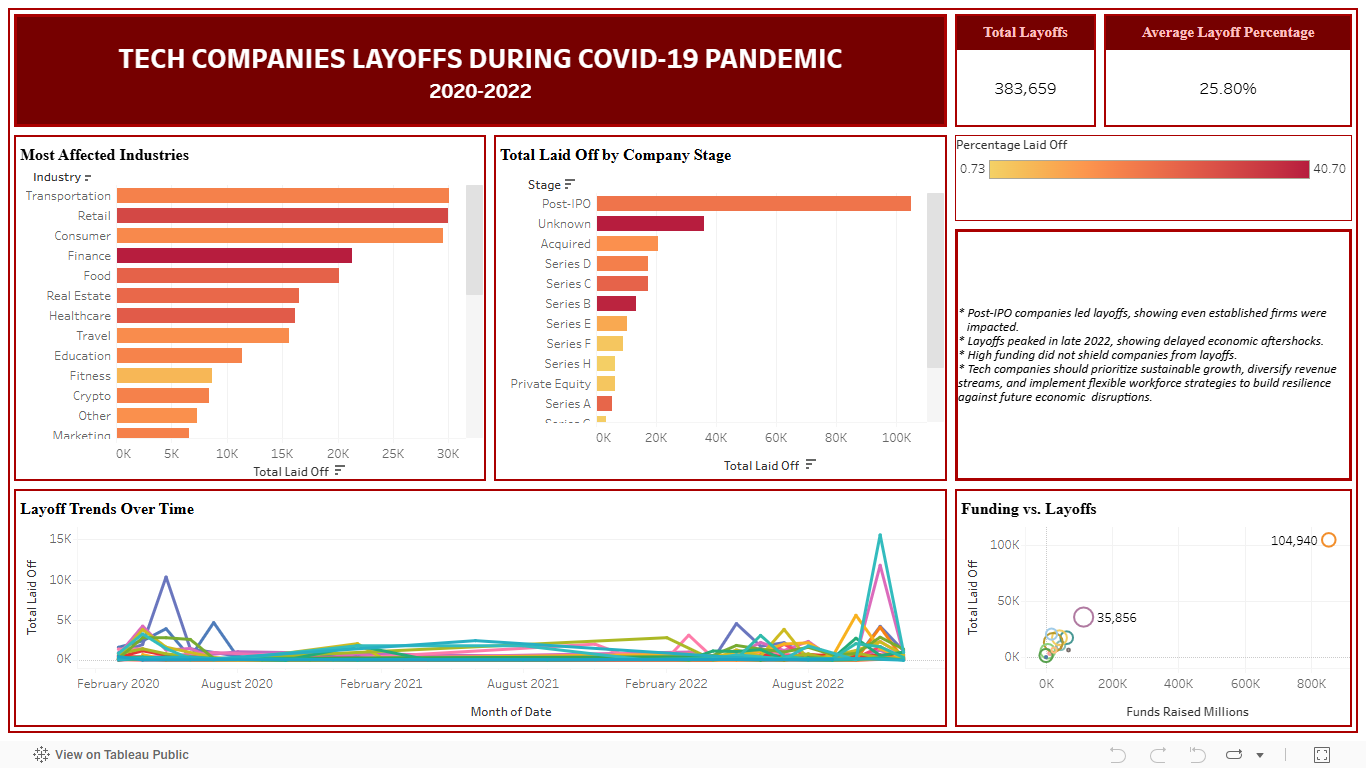 TECH COMPANIES LAYOFFS DURING COVID-19 PANDEMIC
2020-2022
Total Layoffs
383,659
Average Layoff Percentage
25.80%
Most Affected Industries
Industry
Transportation
Retail
Consumer
Finance
Food
Real Estate
Healthcare
Travel
Education
Fitness
Crypto
Other
Marketing
0K 5K 10K 15K 20K 25K 30K
Total Laid Off
Total Laid Off by Company Stage
Stage
Post-IPO
Unknown
Acquired
Series D
Series C
Series B
Series E
Series F
Series H
Private Equity
Series A
0K 20K 40K 60K 80K 100K
Total Laid Off
Percentage Laid Off
0.73 40.70
* Post-IPO companies led layoffs, showing even established firms were
impacted.
* Layoffs peaked in late 2022, showing delayed economic aftershocks.
* High funding did not shield companies from layoffs.
* Tech companies should prioritize sustainable growth, diversify revenue
streams, and implement flexible workforce strategies to build resilience
against future economic disruptions.
Layoff Trends Over Time
Total Laid Off
15K
10K
5K
0K
February 2020 August 2020 February 2021 August 2021 February 2022 August 2022
Month of Date
Funding vs. Layoffs
Total Laid Off
100K
50K
0K
104,940
35,856
0K 200K 400K 600K 800K
Funds Raised Millions
View on Tableau Public